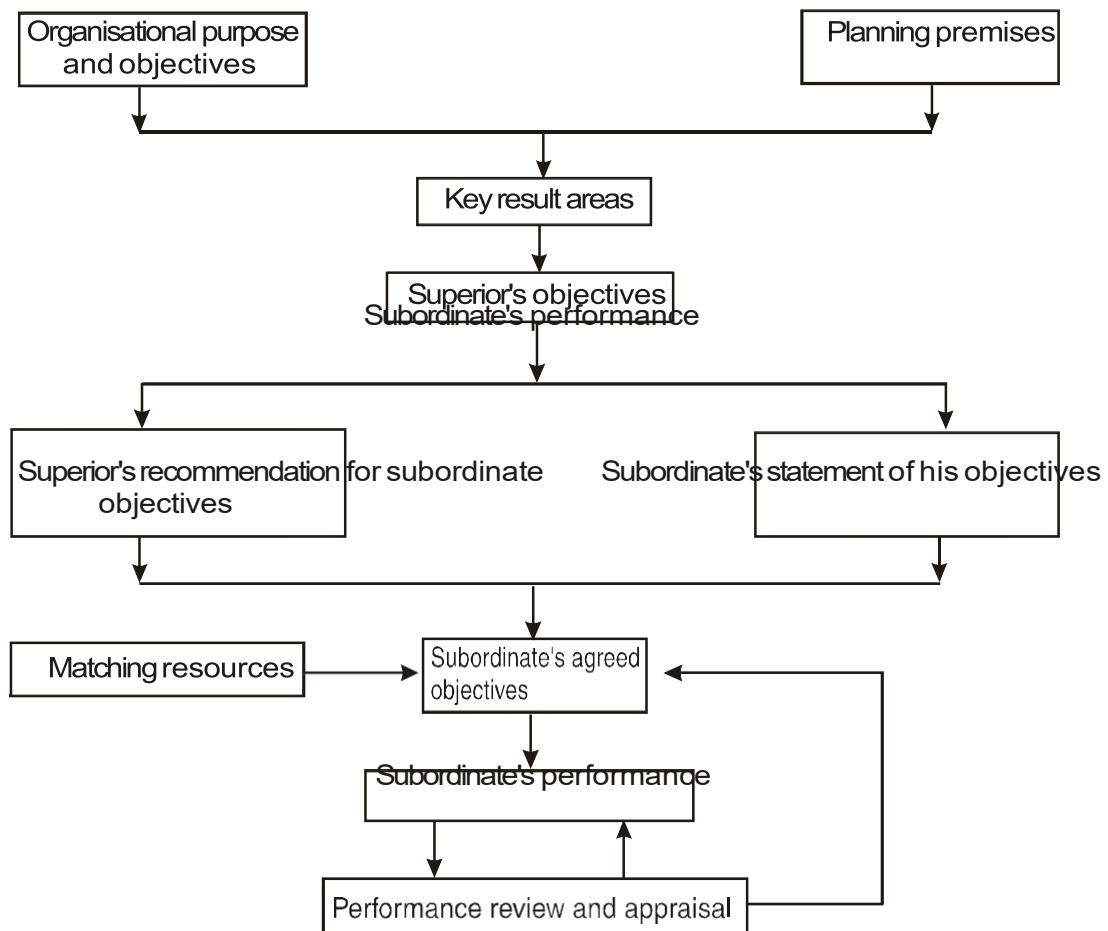 Organisational purpose
and objectives
Planning premises
Key result areas
Superior's objectives
Subordinate's performance
Superior's recommendation for subordinate
objectives
Subordinate's statement of his objectives
Matching resources
Subordinate's agreed
objectives
Subordinate's performance
Performance review and appraisal